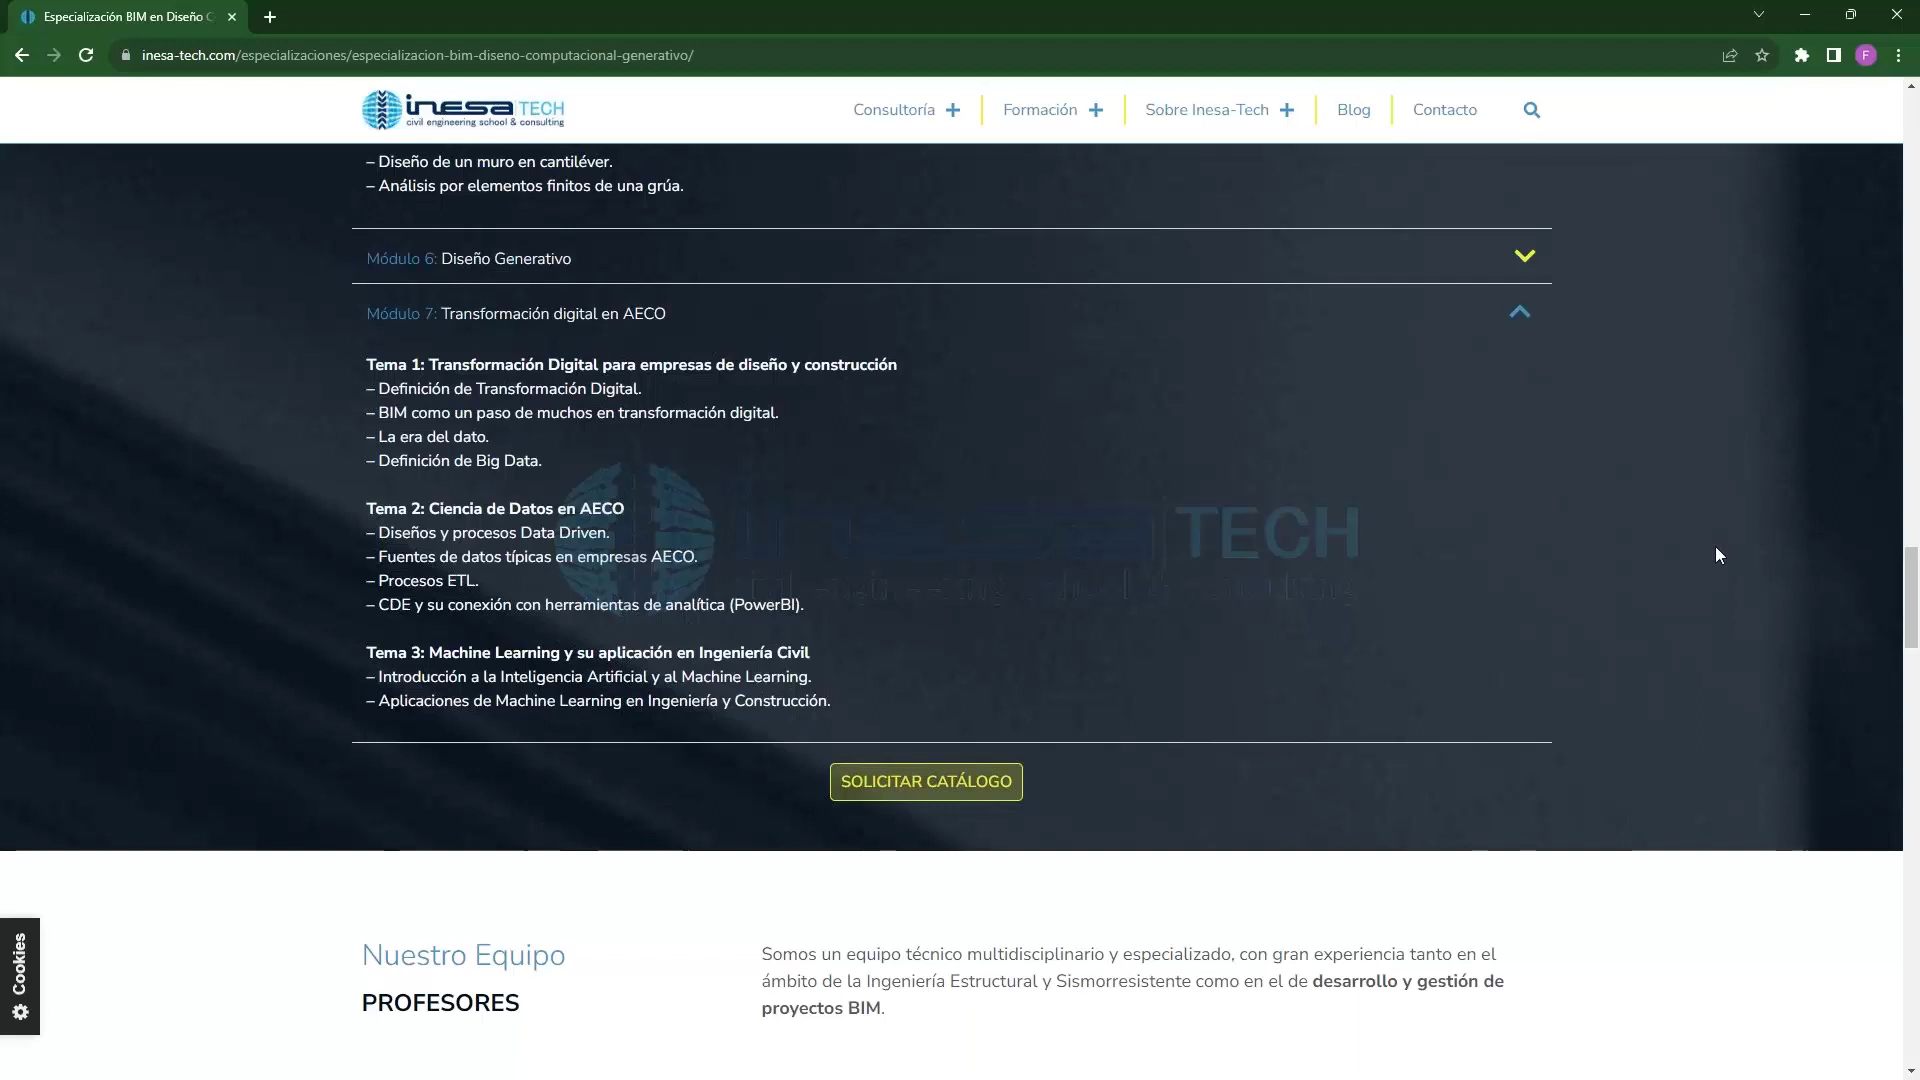 Especialización BIM en Diseño C
inesa-tech.com/especializaciones/especializacion-bim-diseno-computacional-generativo/
F
inesa TECH
civil engineering school & consulting
Consultoría
Formación
Sobre Inesa-Tech
Blog
Contacto
– Diseño de un muro en cantiléver.
– Análisis por elementos finitos de una grúa.
Módulo 6: Diseño Generativo
Módulo 7: Transformación digital en AECO
Tema 1: Transformación Digital para empresas de diseño y construcción
– Definición de Transformación Digital.
– BIM como un paso de muchos en transformación digital.
– La era del dato.
– Definición de Big Data.
Tema 2: Ciencia de Datos en AECO
– Diseños y procesos Data Driven.
– Fuentes de datos típicas en empresas AECO.
– Procesos ETL.
– CDE y su conexión con herramientas de analítica (PowerBI).
inesa TECH
civil engineering school & consulting
Tema 3: Machine Learning y su aplicación en Ingeniería Civil
– Introducción a la Inteligencia Artificial y al Machine Learning.
– Aplicaciones de Machine Learning en Ingeniería y Construcción.
SOLICITAR CATÁLOGO
Cookies
Nuestro Equipo
PROFESORES
Somos un equipo técnico multidisciplinario y especializado, con gran experiencia tanto en el
ámbito de la Ingeniería Estructural y Sismorresistente como en el de desarrollo y gestión de
proyectos BIM.